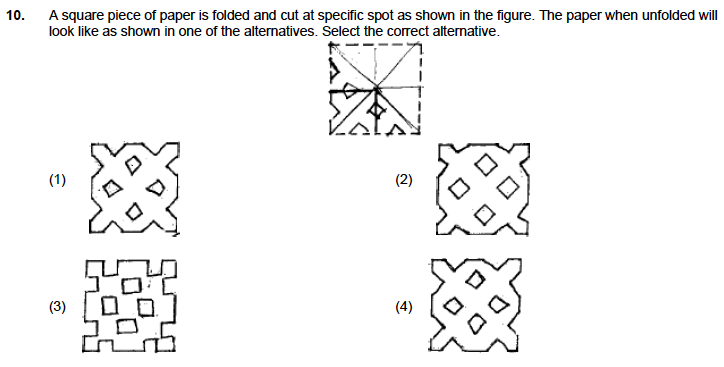 10. A square piece of paper is folded and cut at specific spot as shown in the figure. The paper when unfolded will
look like as shown in one of the alternatives. Select the correct alternative.
(1)
(2)
(3)
(4)